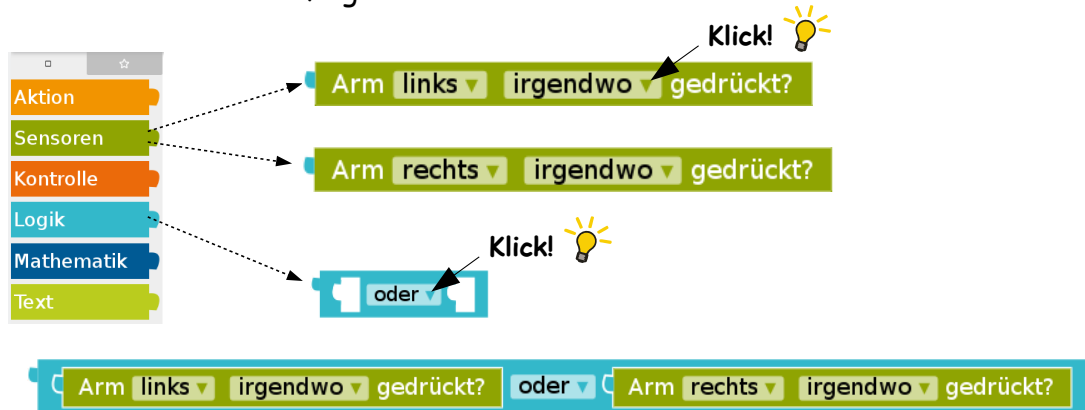 Klick!
Arm links irgendwo gedrückt?
Aktion
Sensoren
Kontrolle
Logik
Mathematik
Text
Arm rechts irgendwo gedrückt?
Klick!
oder
Arm links irgendwo gedrückt? oder Arm rechts irgendwo gedrückt?